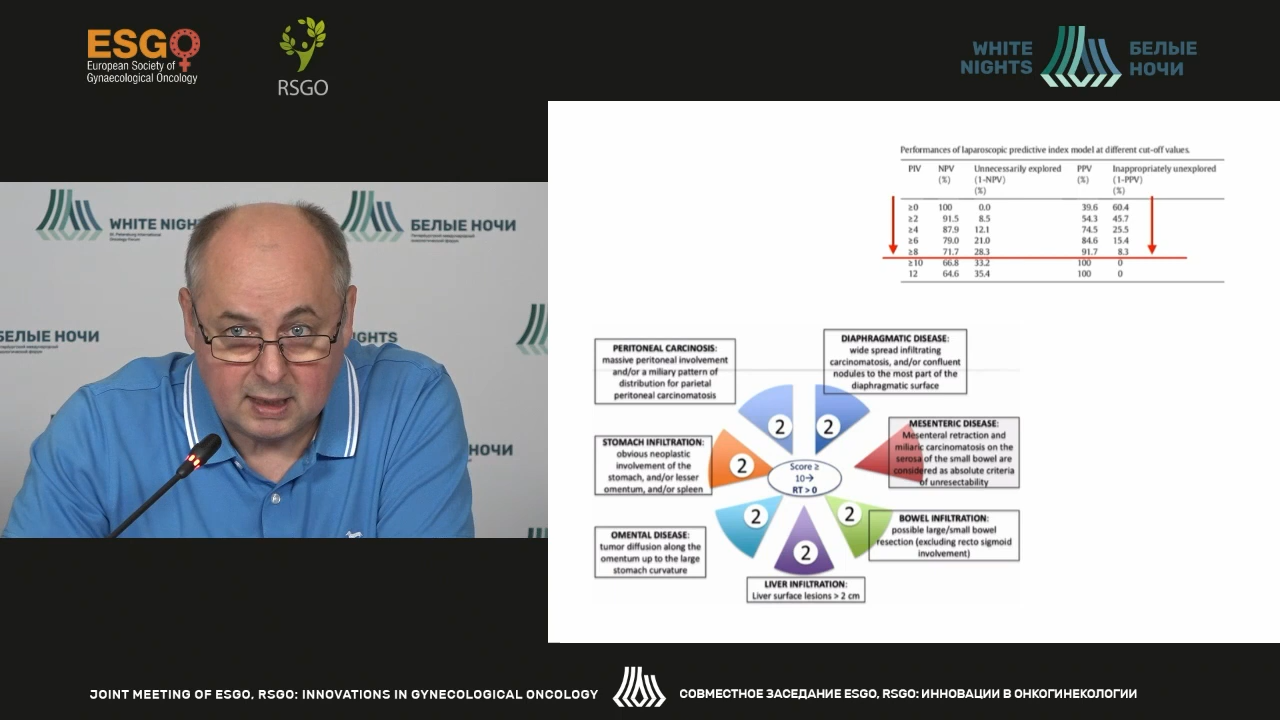 ESGO
European Society of
Gynaecological Oncology
RSGO
WHITE
NIGHTS
БЕЛЫЕ
НОЧИ
WHITE NIGH
БЕЛЫЕ НОЧИ
БЕЛЫЕ НОЧИ
NIGHTS
НОЧИ
Performances of laparoscopic predictive index model at different cut-off values.
PIV NPV Unnecessarily explored PPV Inappropriately unexplored
(%) (1-NPV) (%) (1-PPV)
(%) (%)
≥0 100 0.0 39.6 60.4
≥2 91.5 8.5 54.3 45.7
≥4 87.9 12.1 74.5 25.5
≥6 79.0 21.0 84.6 15.4
≥8 71.7 28.3 91.7 8.3
≥10 66.8 33.2 100 0
12 64.6 35.4 100 0
PERITONEAL CARCINOSIS:
massive peritoneal involvement
and/or a miliary pattern of
distribution for parietal
peritoneal carcinomatosis
DIAPHRAGMATIC DISEASE:
wide spread infiltrating
carcinomatosis, and/or confluent
nodules to the most part of the
diaphragmatic surface
STOMACH INFILTRATION:
obvious neoplastic
involvement of the
stomach, and/or lesser
omentum, and/or spleen
MESENTERIC DISEASE:
Mesenteral retraction and
miliaric carcinomatosis on the
serosa of the small bowel are
considered as absolute criteria
of unresectability
2
2
2
Score ≥
10→
RT > 0
2
2
2
OMENTAL DISEASE:
tumor diffusion along the
omentum up to the large
stomach curvature
BOWEL INFILTRATION:
possible large/small bowel
resection (excluding recto sigmoid
involvement)
LIVER INFILTRATION:
Liver surface lesions > 2 cm
JOINT MEETING OF ESGO, RSGO: INNOVATIONS IN GYNECOLOGICAL ONCOLOGY
СОВМЕСТНОЕ ЗАСЕДАНИЕ ESGO, RSGO: ИННОВАЦИИ В ОНКОГИНЕКОЛОГИИ